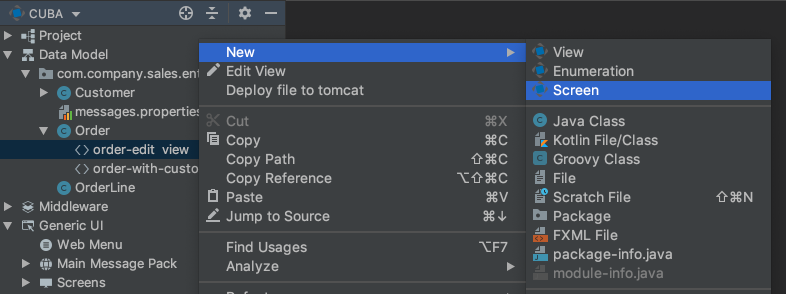 CUBA
Project
Data Model
com.company.sales.ent
Customer
messages.properties
Order
order-edit view
order-with-custo
OrderLine
Middleware
Generic UI
Web Menu
Main Message Pack
Screens
New
Edit View
Deploy file to tomcat
Cut ⌘X
Copy ⌘C
Copy Path ⇧⌘C
Copy Reference ⌥⇧⌘C
Paste ⌘V
Jump to Source ⌘↓
Find Usages ⌥F7
Analyze
View
Enumeration
Screen
Java Class
Kotlin File/Class
Groovy Class
File
Scratch File ⇧⌘N
Package
FXML File
package-info.java
module-info.java